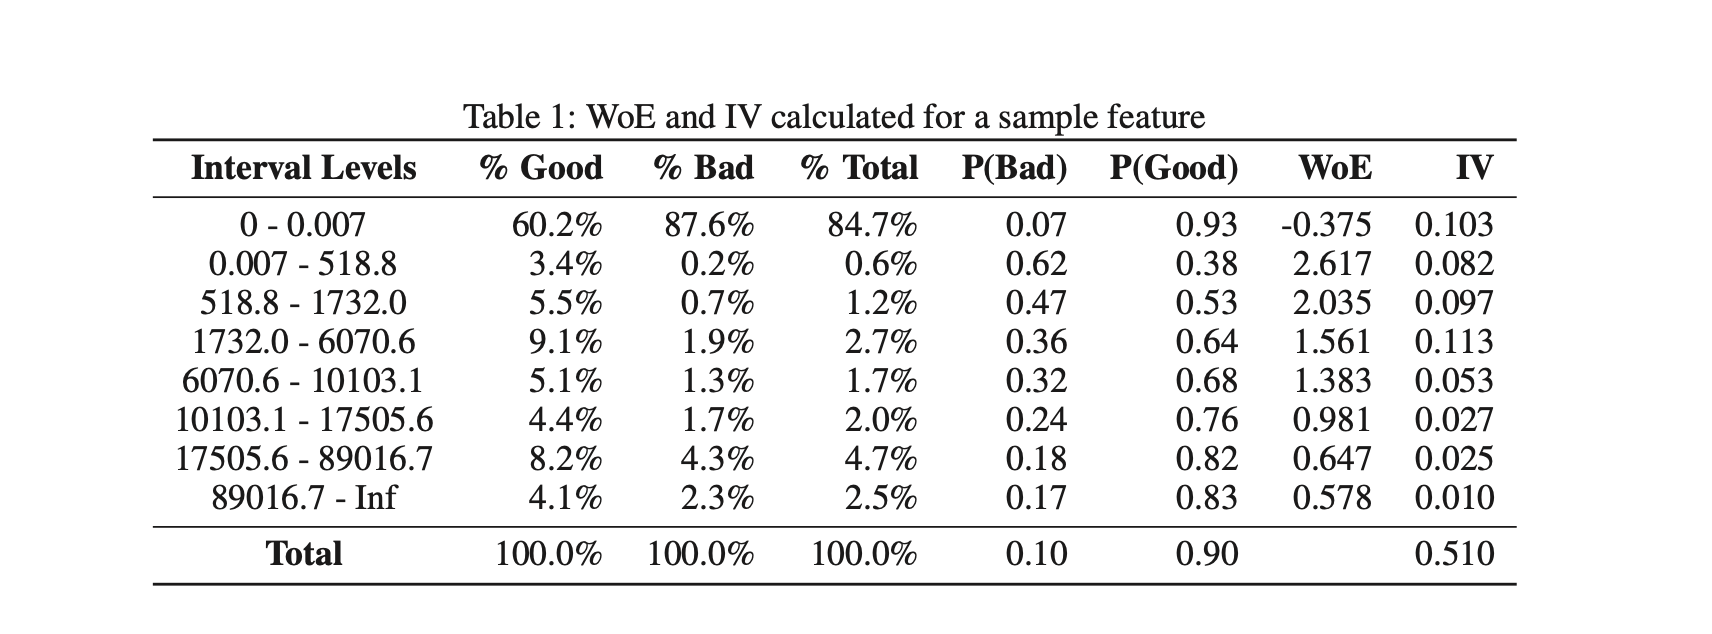 Table 1: WoE and IV calculated for a sample feature
Interval Levels % Good % Bad % Total P(Bad) P(Good) WoE IV
0 - 0.007 60.2% 87.6% 84.7% 0.07 0.93 -0.375 0.103
0.007 - 518.8 3.4% 0.2% 0.6% 0.62 0.38 2.617 0.082
518.8 - 1732.0 5.5% 0.7% 1.2% 0.47 0.53 2.035 0.097
1732.0 - 6070.6 9.1% 1.9% 2.7% 0.36 0.64 1.561 0.113
6070.6 - 10103.1 5.1% 1.3% 1.7% 0.32 0.68 1.383 0.053
10103.1 - 17505.6 4.4% 1.7% 2.0% 0.24 0.76 0.981 0.027
17505.6 - 89016.7 8.2% 4.3% 4.7% 0.18 0.82 0.647 0.025
89016.7 - Inf 4.1% 2.3% 2.5% 0.17 0.83 0.578 0.010
Total 100.0% 100.0% 100.0% 0.10 0.90 0.510